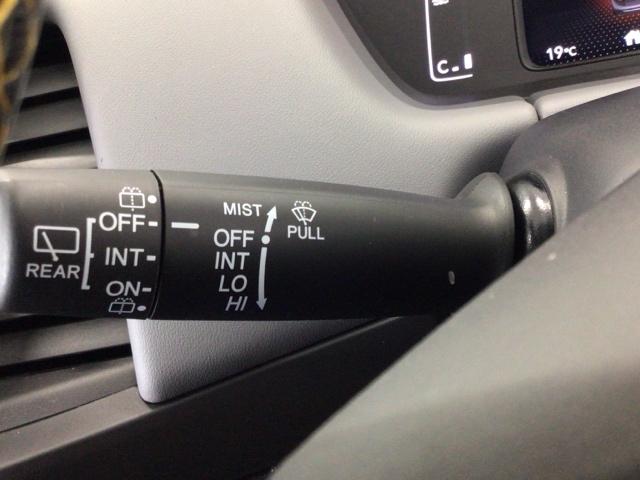 C
19°C
MIST
OFF
PULL
OFF
INT
INT
REAR
LO
ON
HI